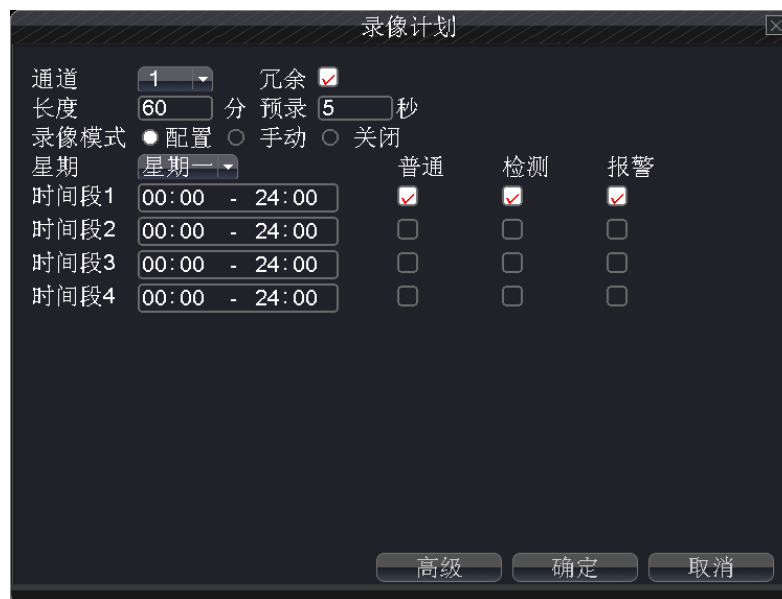 录像计划
通道 1 冗余
长度 60 分 预录 5 秒
录像模式 配置 手动 关闭
星期 星期一 普通 检测 报警
时间段1 00:00 - 24:00
时间段2 00:00 - 24:00
时间段3 00:00 - 24:00
时间段4 00:00 - 24:00
高级 确定 取消